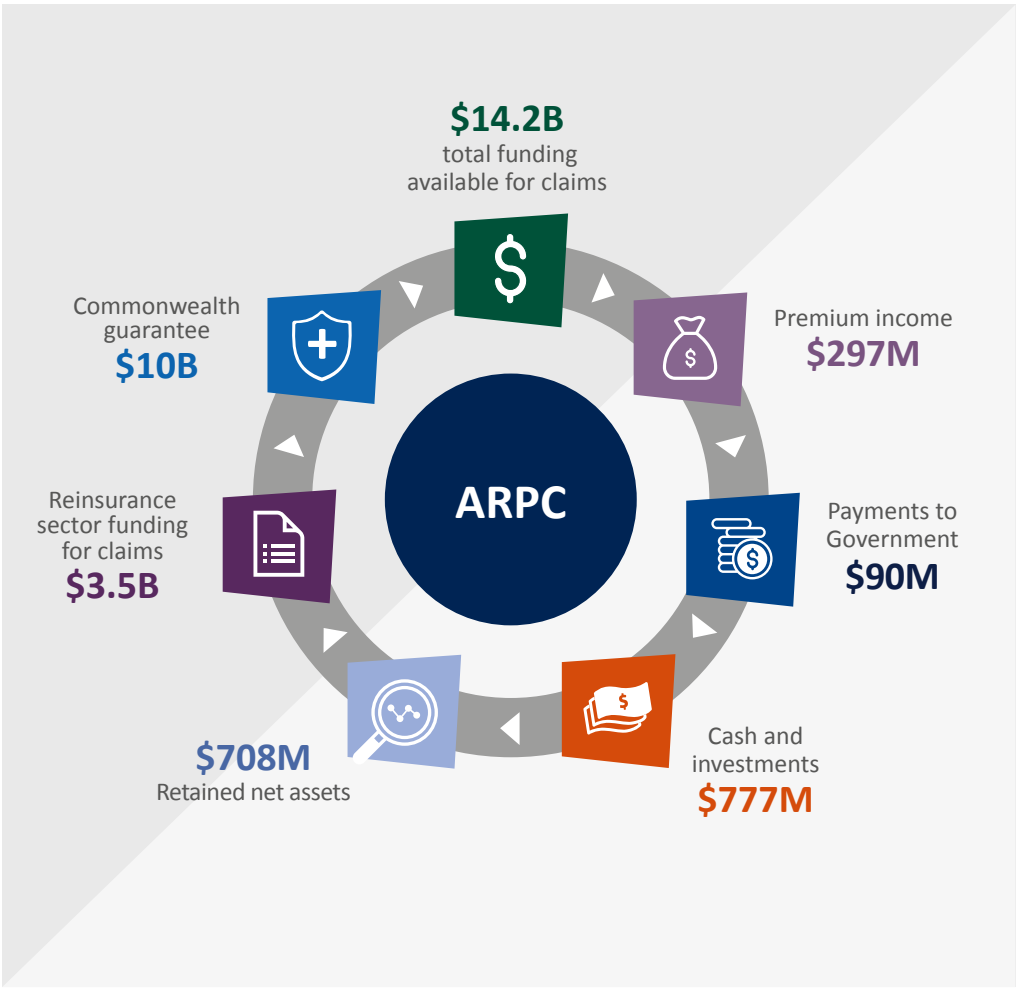 $14.2B
total funding
available for claims
Premium income
$297M
Payments to
Government
$90M
Cash and
investments
$777M
$708M
Retained net assets
Reinsurance
sector funding
for claims
$3.5B
Commonwealth
guarantee
$10B
ARPC
$
$
$
$